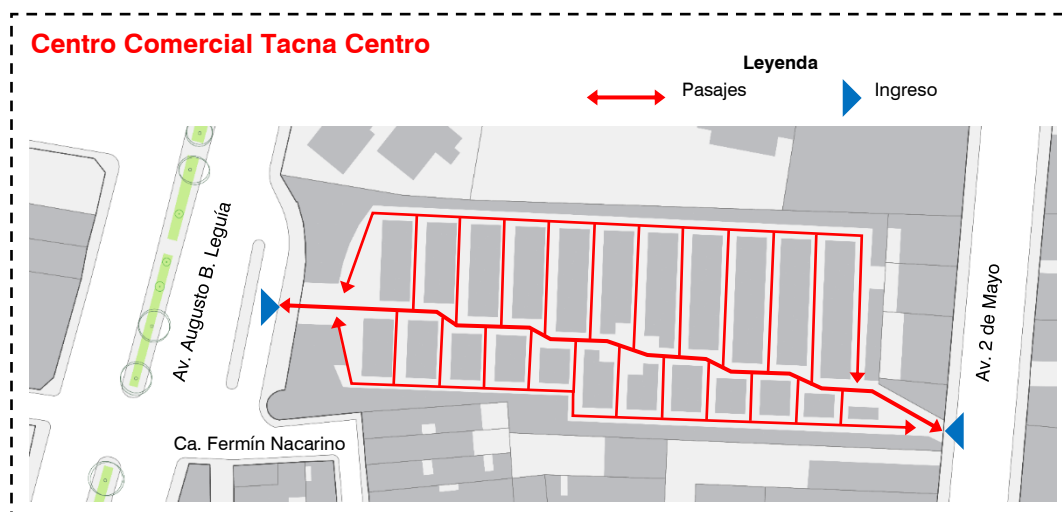 Centro Comercial Tacna Centro
Leyenda
Pasajes
Ingreso
Av. Augusto B. Leguía
Av. 2 de Mayo
Ca. Fermín Nacarino